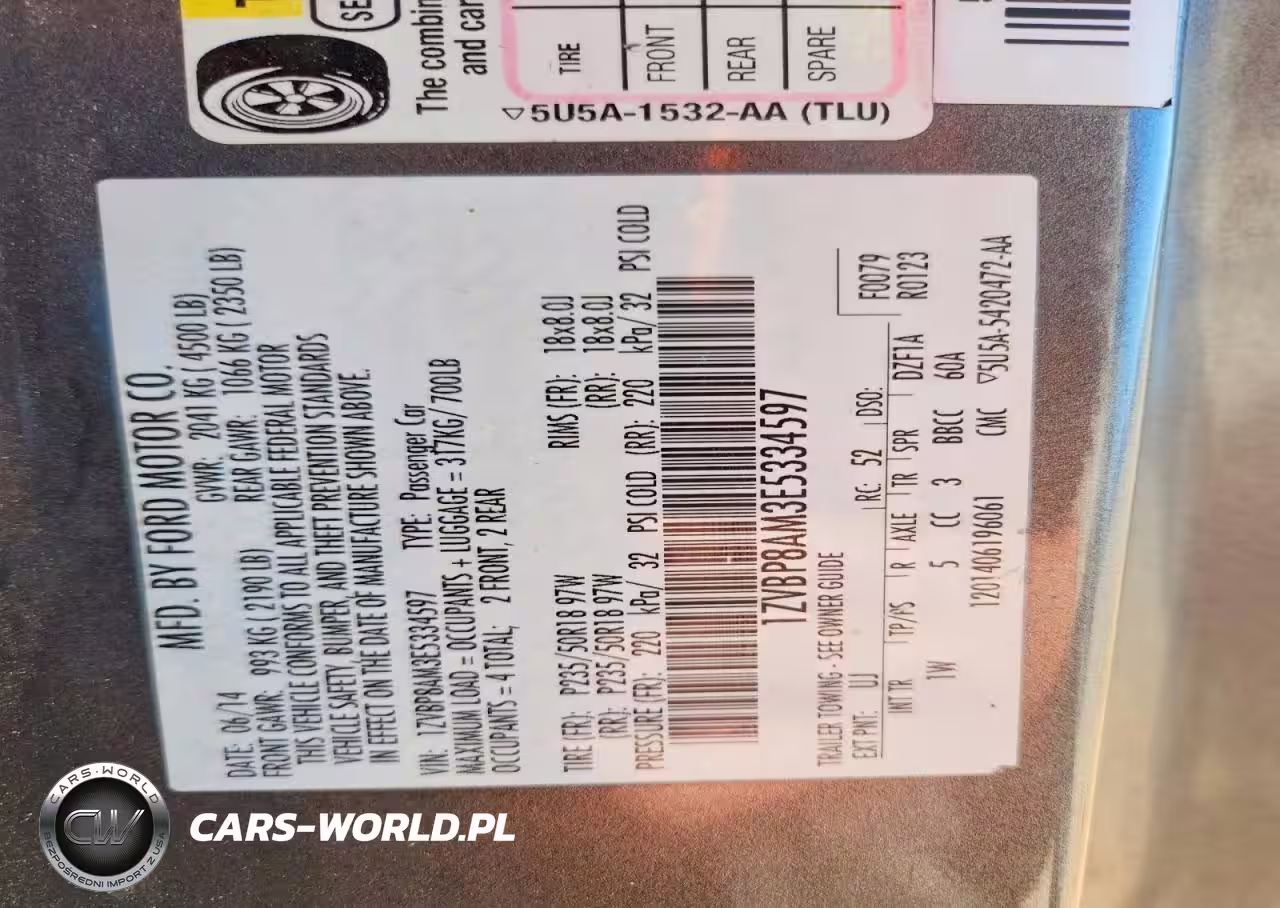 The combin
and car
TIRE
FRONT
REAR
SPARE
▽5U5A-1532-AA (TLU)
MFD. BY FORD MOTOR CO.
DATE: 06/14 GVWR: 2041 KG ( 4500 LB)
FRONT GAWR: 993 KG ( 2190 LB) REAR GAWR: 1066 KG ( 2350 LB)
THIS VEHICLE CONFORMS TO ALL APPLICABLE FEDERAL MOTOR
VEHICLE SAFETY, BUMPER, AND THEFT PREVENTION STANDARDS
IN EFFECT ON THE DATE OF MANUFACTURE SHOWN ABOVE.
VIN: 1ZVBP8AM3E5334597 TYPE: Passenger Car
MAXIMUM LOAD = OCCUPANTS + LUGGAGE = 317KG/ 700LB
OCCUPANTS = 4 TOTAL; 2 FRONT, 2 REAR
TIRE (FR): P235/50R18 97W RIMS (FR): 18x8.0J
(RR): P235/50R18 97W (RR): 18x8.0J
PRESSURE (FR): 220 kPa/ 32 PSI COLD (RR): 220 kPa/ 32 PSI COLD
1ZVBP8AM3E5334597
TRAILER TOWING - SEE OWNER GUIDE
EXT PNT: UJ RC: 52 DSO: F0079
INT TR TP/PS R AXLE TR SPR DZF1A R0123
1W 5 CC 3 BBCC 60A
1201406196061 CMC ▽5U5A-5420472-AA
CARS-WORLD
CW
BEZPOŚREDNI IMPORT Z USA
CARS-WORLD.PL